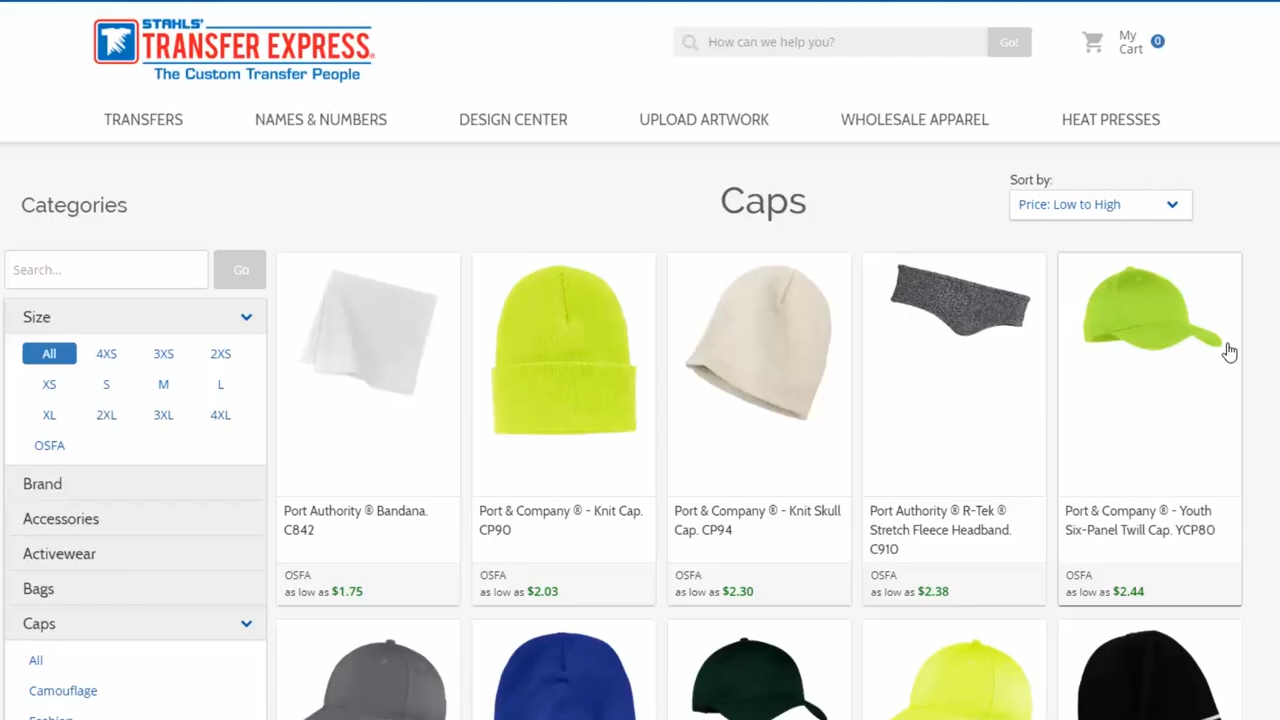 STAHLS'
TRANSFER EXPRESS®
The Custom Transfer People
How can we help you?
Go!
My
Cart
0
TRANSFERS
NAMES & NUMBERS
DESIGN CENTER
UPLOAD ARTWORK
WHOLESALE APPAREL
HEAT PRESSES
Categories
Caps
Sort by:
Price: Low to High
Search...
Go
Size
All 4XS 3XS 2XS
XS S M L
XL 2XL 3XL 4XL
OSFA
Brand
Accessories
Activewear
Bags
Caps
All
Camouflage
Fashion
Port Authority ® Bandana.
C842
OSFA
as low as $1.75
Port & Company ® - Knit Cap.
CP90
OSFA
as low as $2.03
Port & Company ® - Knit Skull
Cap. CP94
OSFA
as low as $2.30
Port Authority ® R-Tek ®
Stretch Fleece Headband.
C910
OSFA
as low as $2.38
Port & Company ® - Youth
Six-Panel Twill Cap. YCP80
OSFA
as low as $2.44